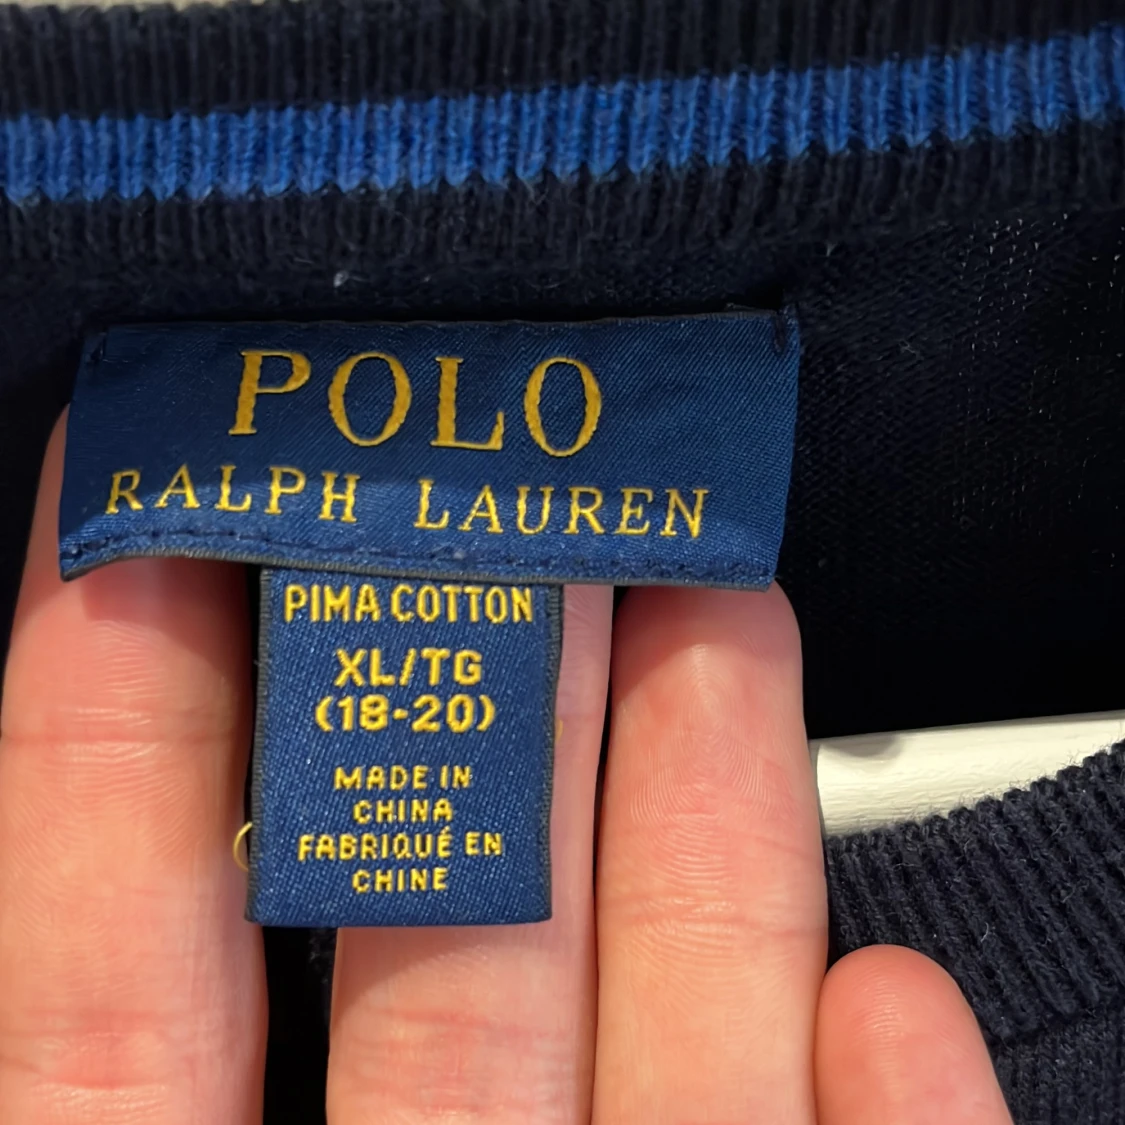 POLO
RALPH LAUREN
PIMA COTTON
XL/TG
(18-20)
MADE IN
CHINA
FABRIQUÉ EN
CHINE